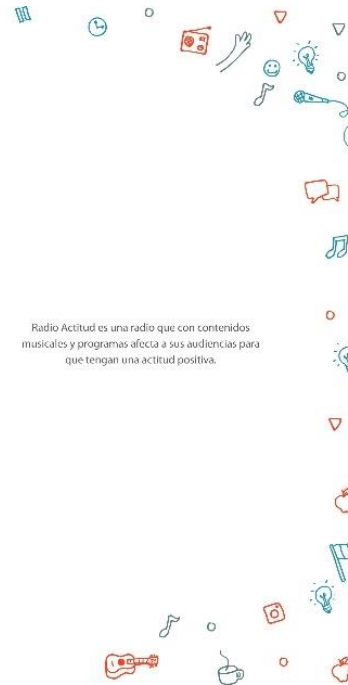 Radio Actitud es una radio que con contenidos
musicales y programas afecta a sus audiencias para
que tengan una actitud positiva.